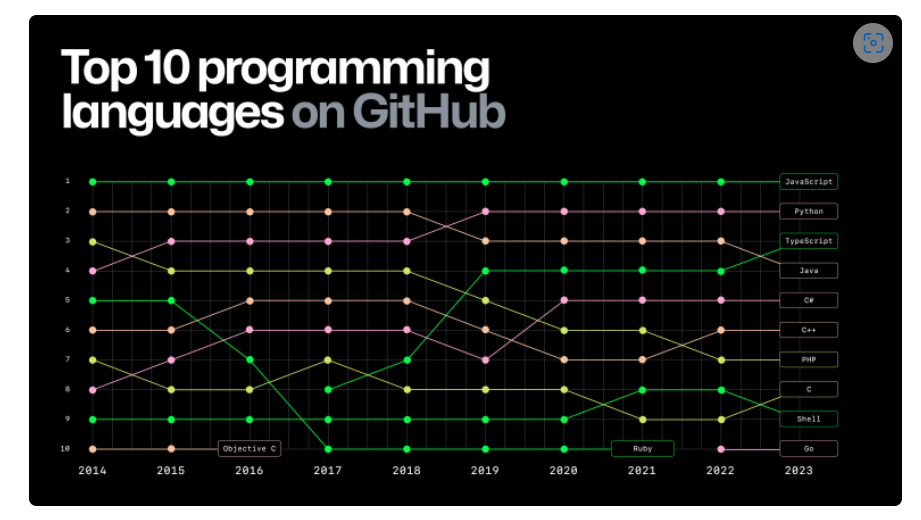 Top 10 programming
languages on GitHub
1
JavaScript
2
Python
3
TypeScript
4
Java
5
C#
6
C++
7
PHP
8
C
9
Shell
10
Objective C
Ruby
Go
2014 2015 2016 2017 2018 2019 2020 2021 2022 2023